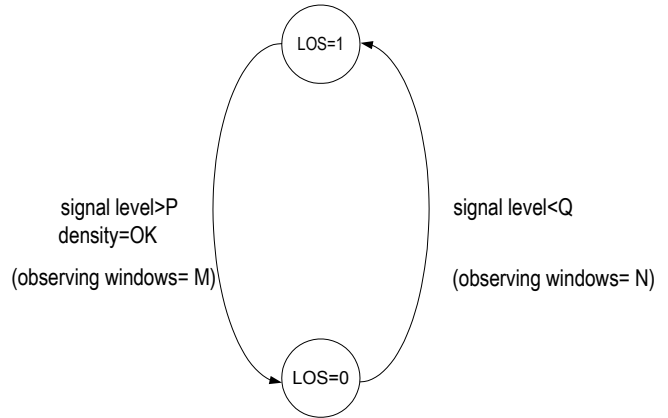 LOS=1
signal level>P
density=OK
(observing windows= M)
signal level<Q
(observing windows= N)
LOS=0